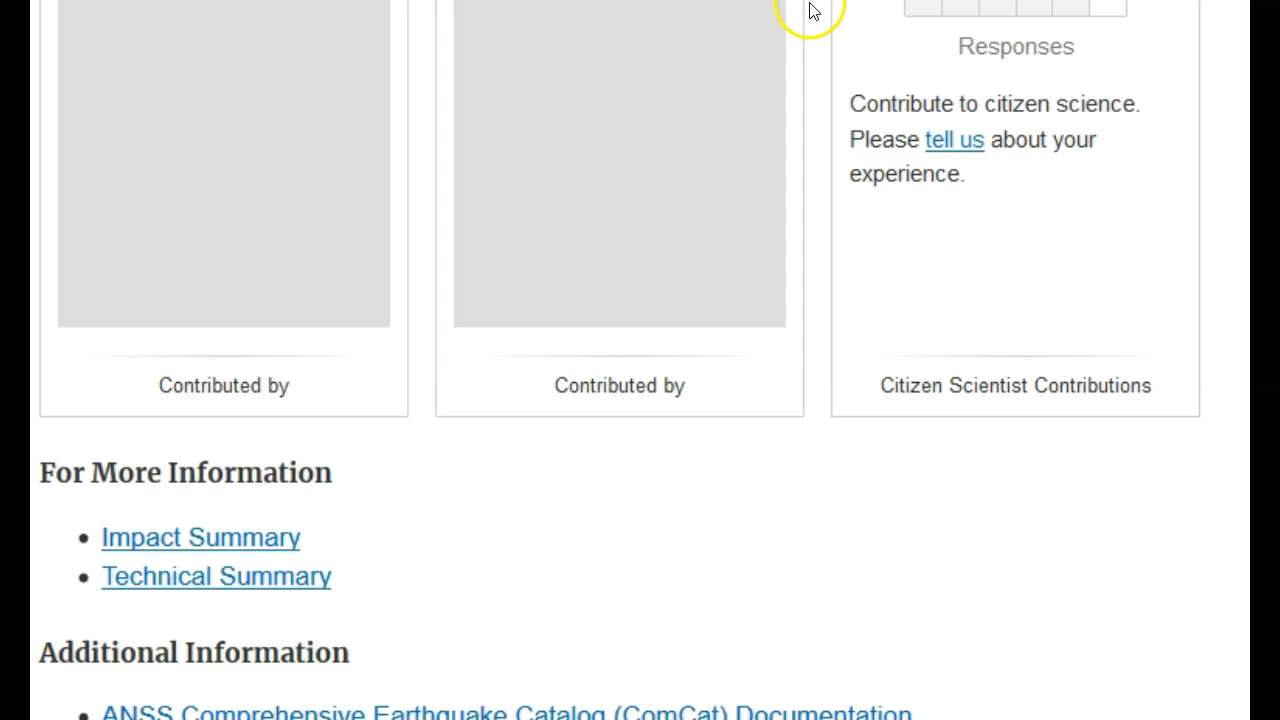 Responses
Contribute to citizen science.
Please tell us about your
experience.
Contributed by
Contributed by
Citizen Scientist Contributions
For More Information
Impact Summary
Technical Summary
Additional Information
ANSS Comprehensive Earthquake Catalog (ComCat) Documentation